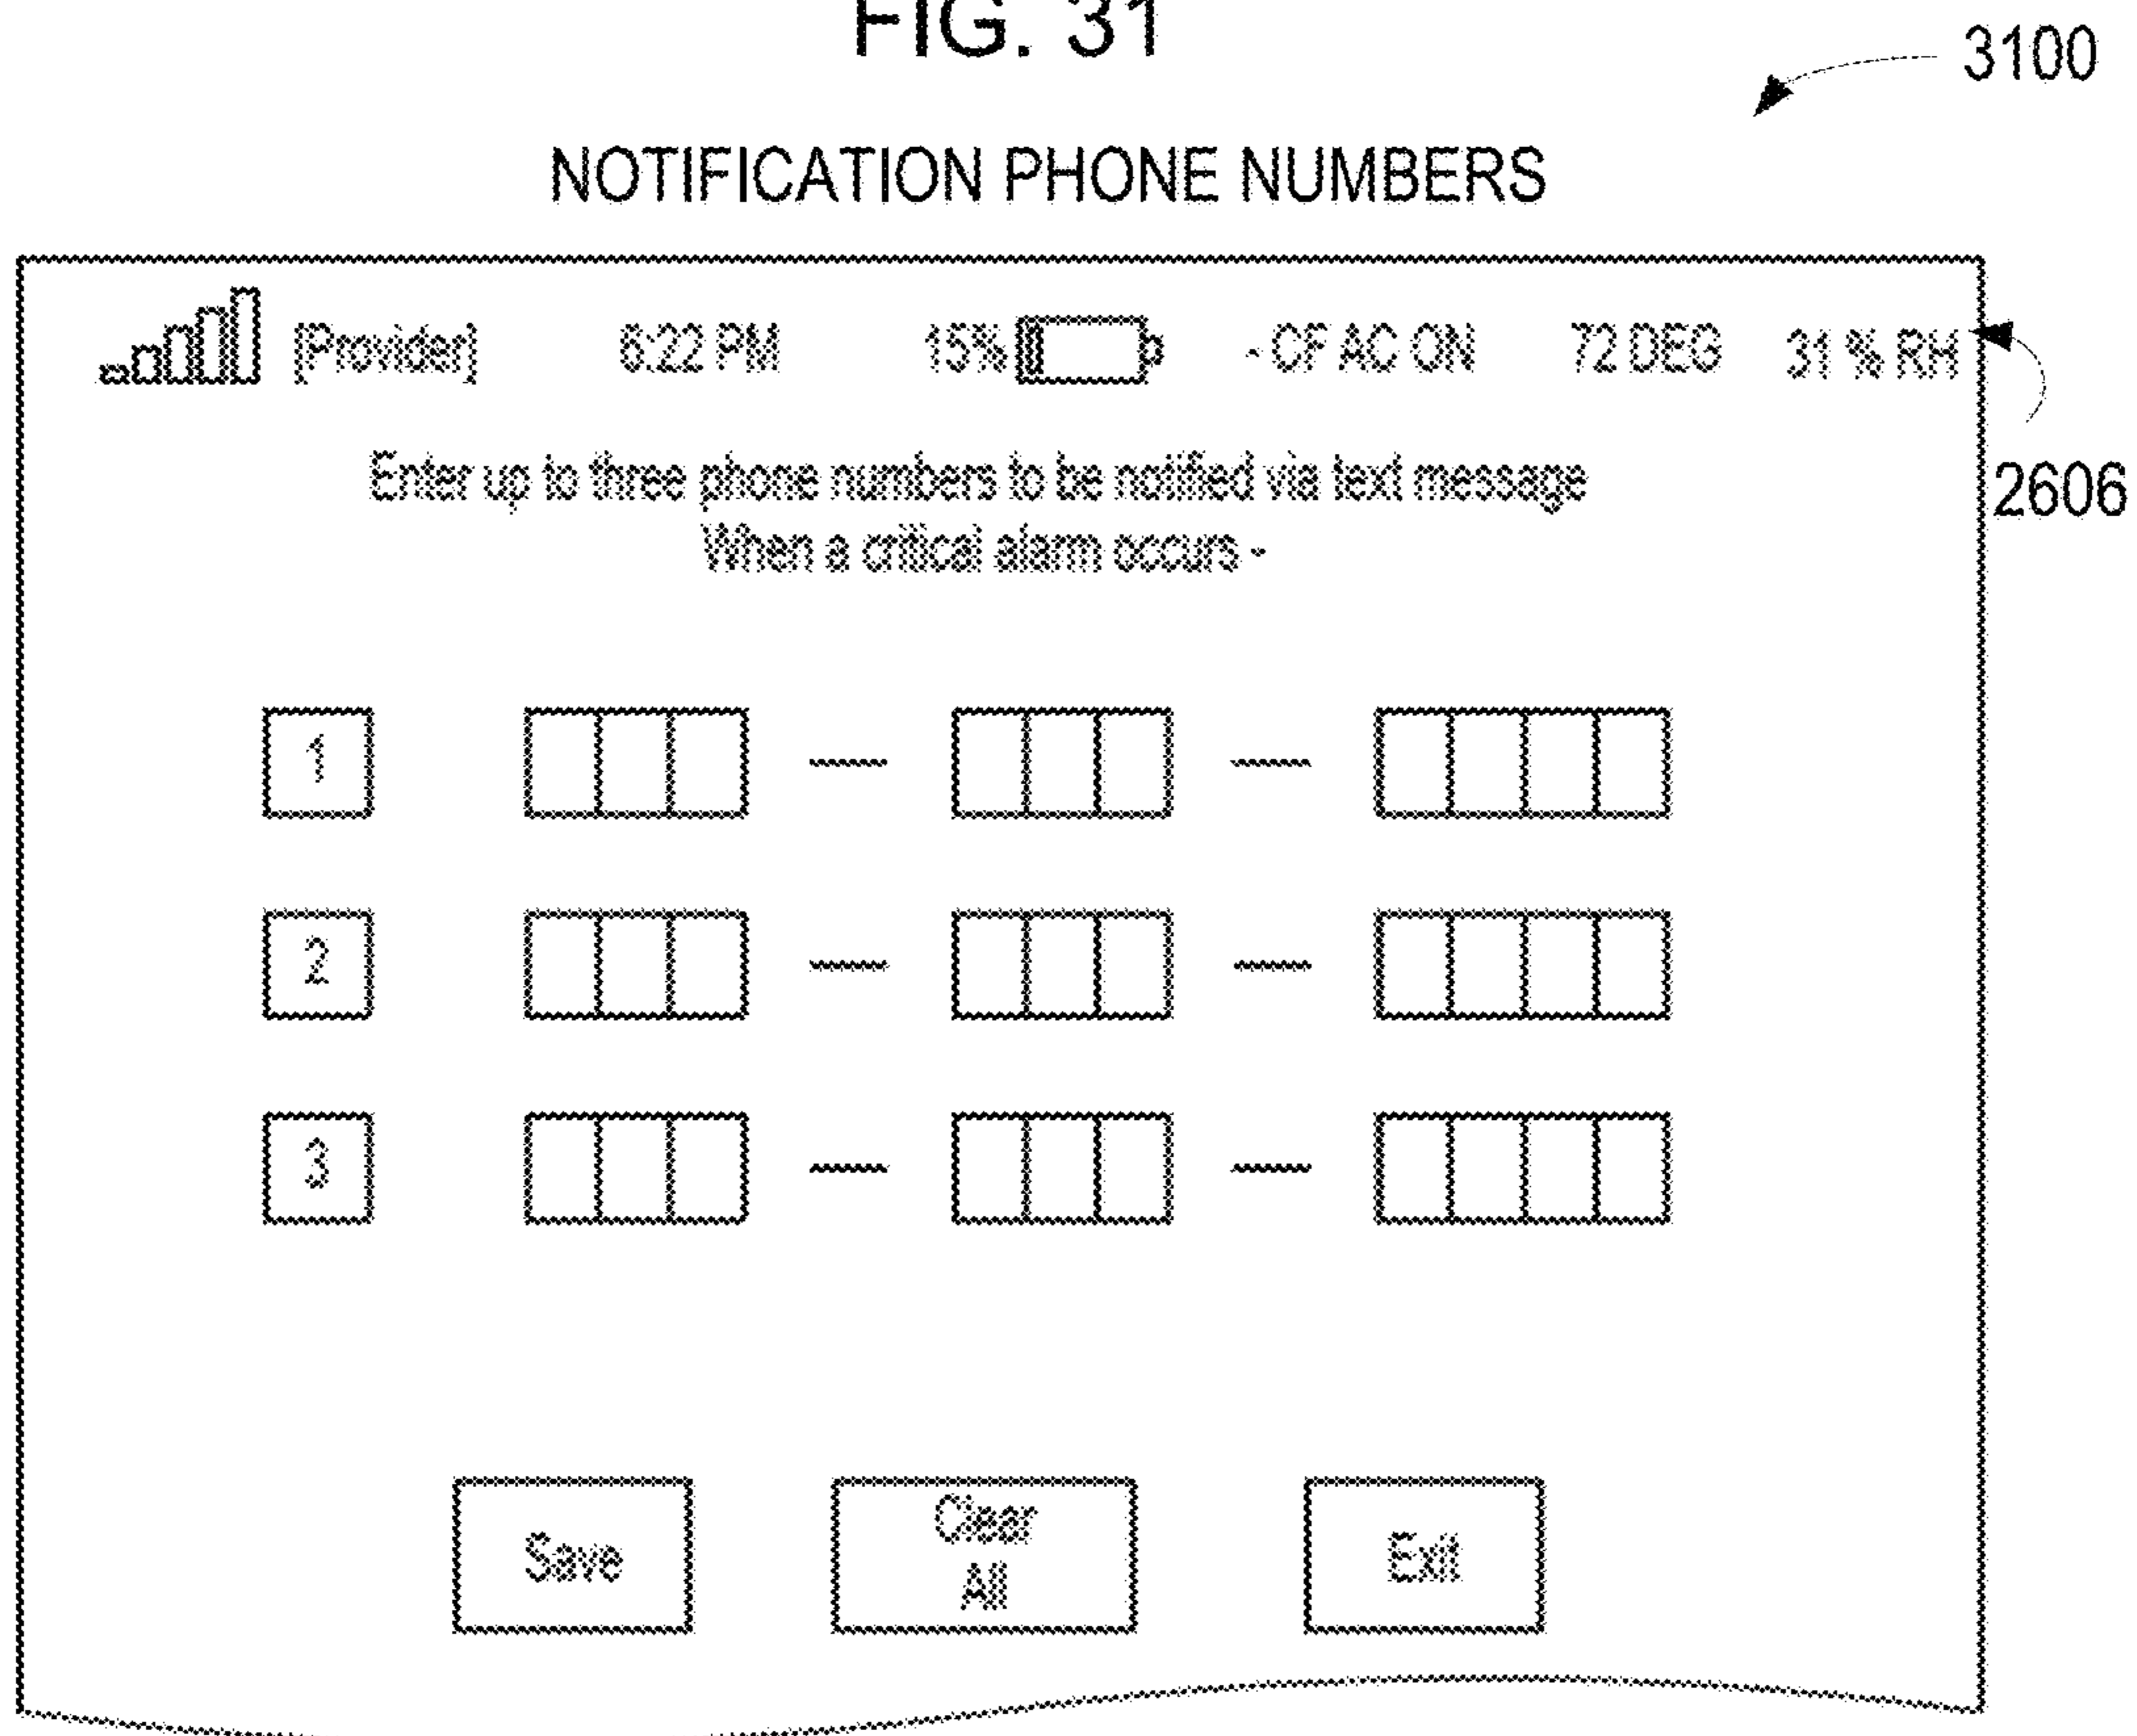 FIG. 31
3100
NOTIFICATION PHONE NUMBERS
[Provider] 6:22 PM 15% - CF AC ON 72 DEG 31 % RH
2606
Enter up to three phone numbers to be notified via text message
When a critical alarm occurs -
1
2
3
Save Clear All Exit